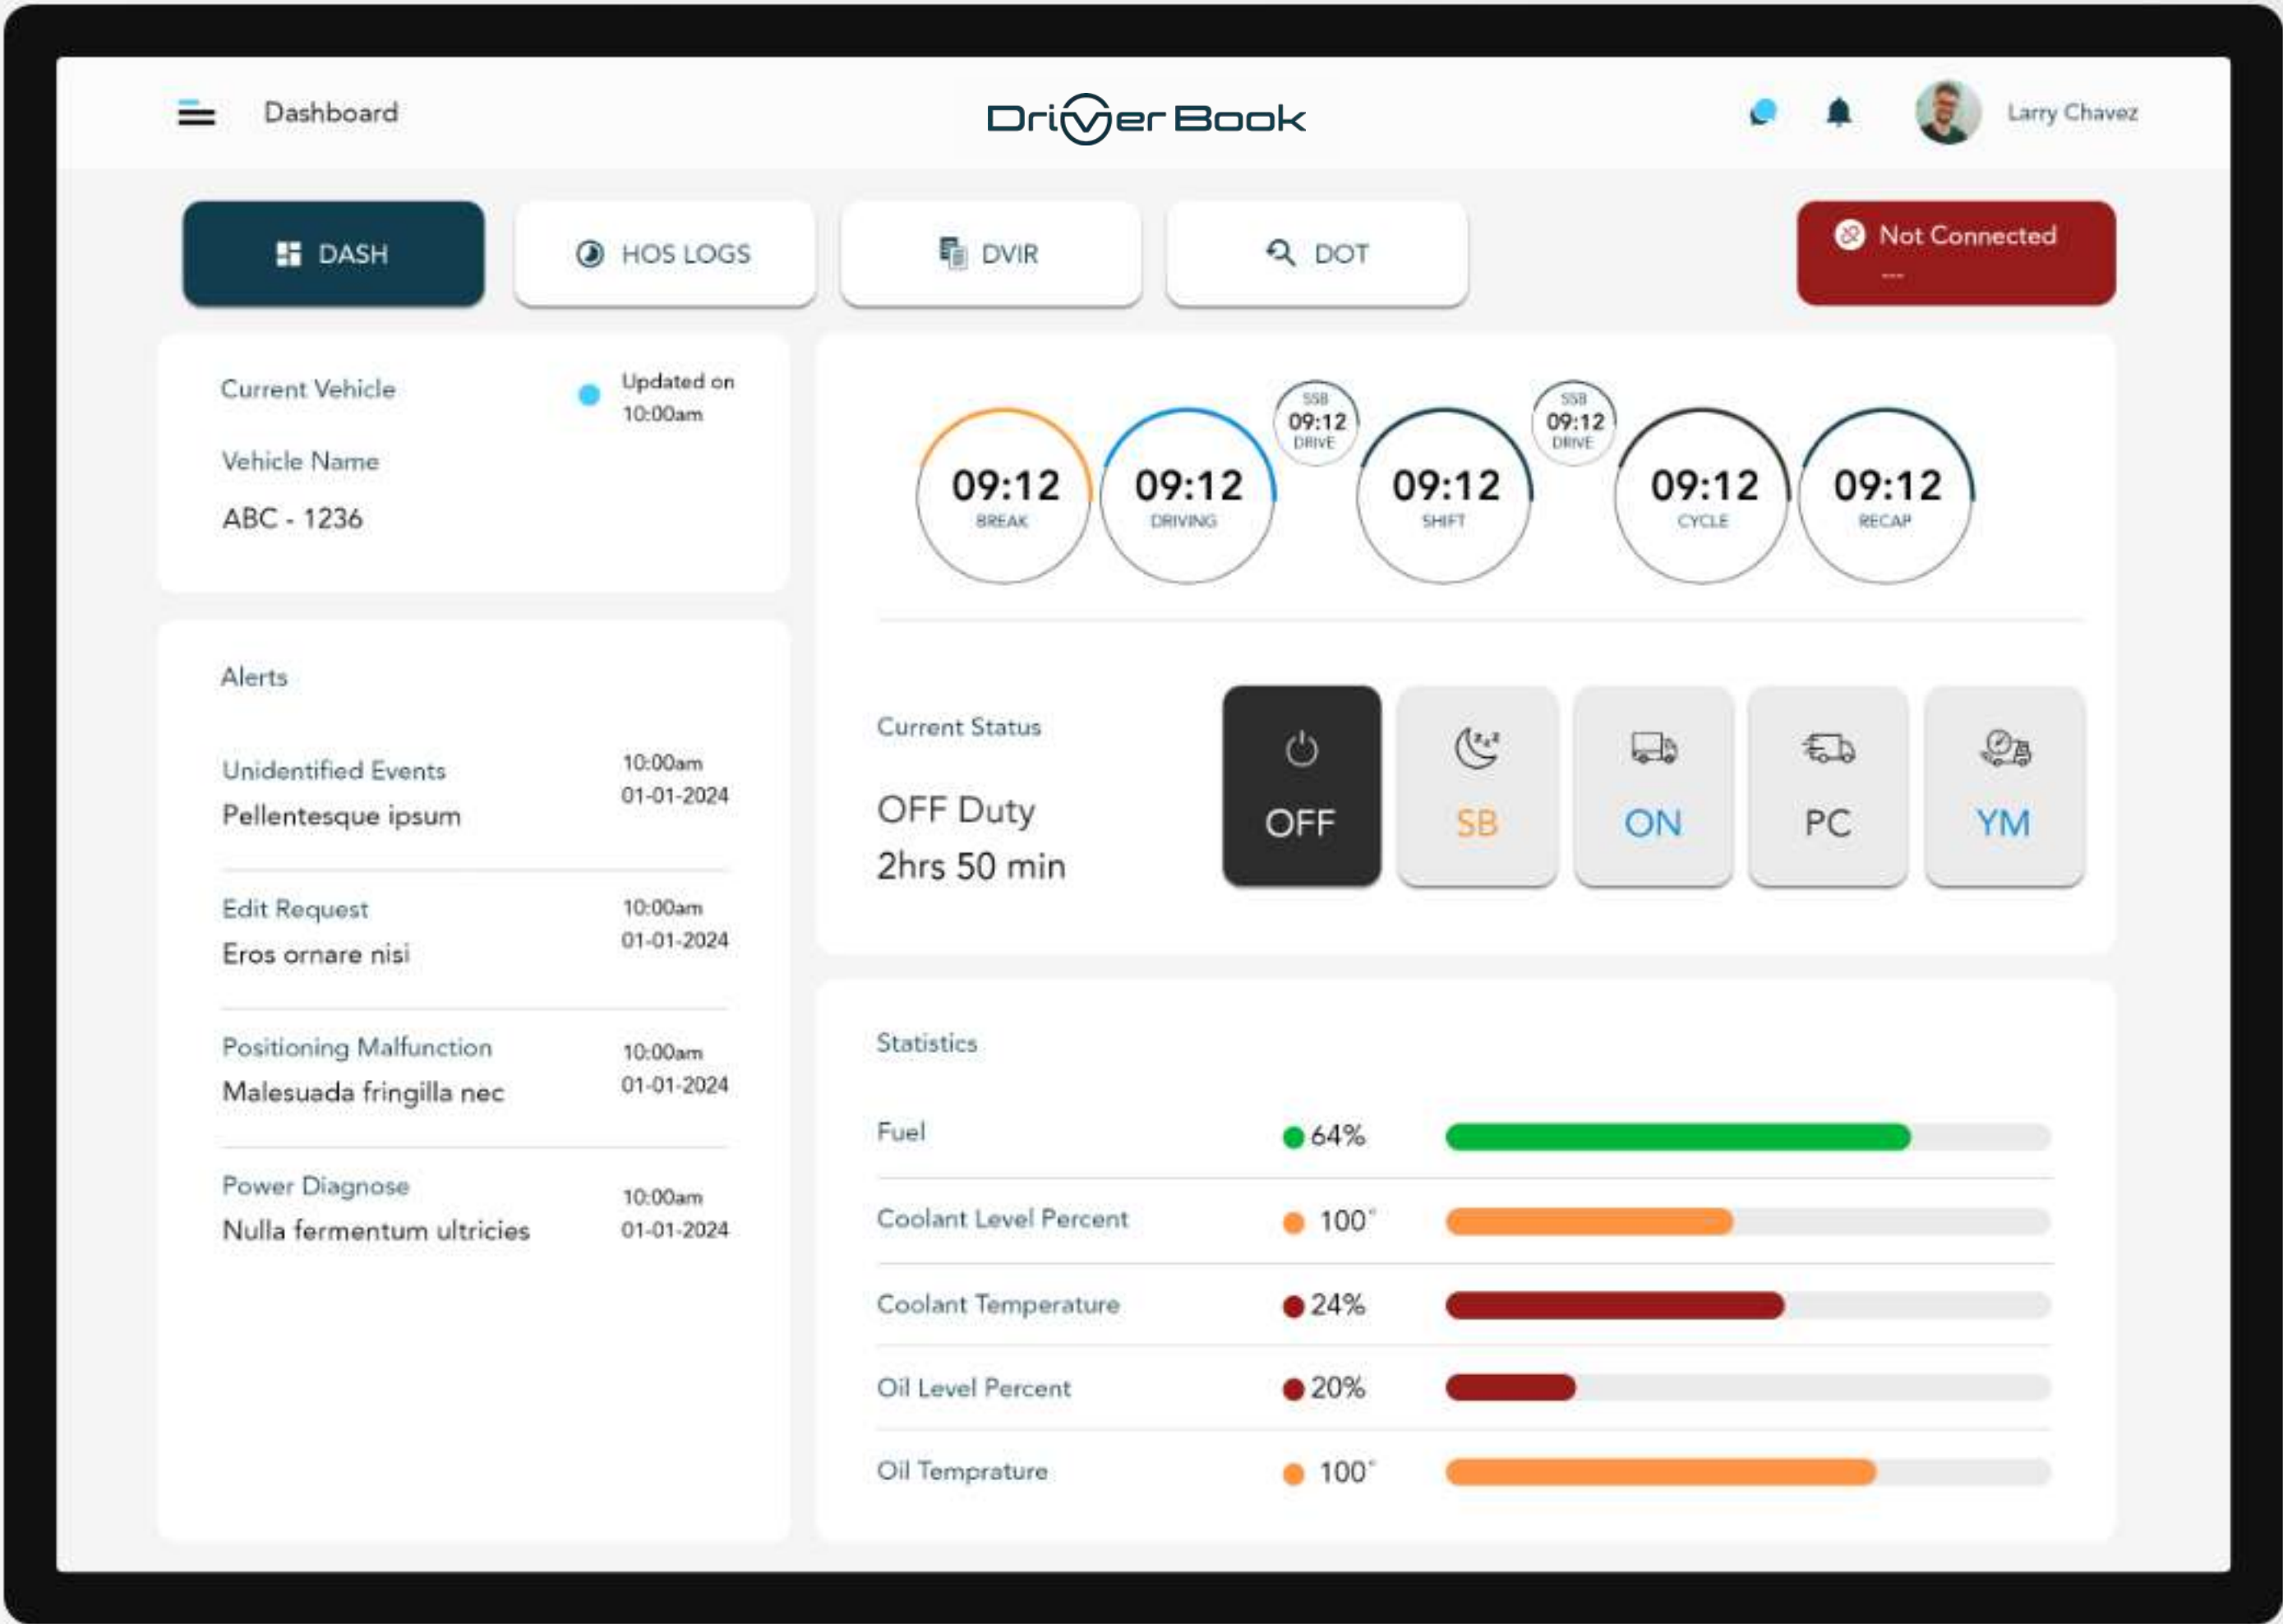 Dashboard
Driver Book
Larry Chavez
DASH
HOS LOGS
DVIR
DOT
Not Connected
---
Current Vehicle
Updated on
10:00am
Vehicle Name
ABC - 1236
Alerts
Unidentified Events
Pellentesque ipsum
10:00am
01-01-2024
Edit Request
Eros ornare nisi
10:00am
01-01-2024
Positioning Malfunction
Malesuada fringilla nec
10:00am
01-01-2024
Power Diagnose
Nulla fermentum ultricies
10:00am
01-01-2024
09:12
BREAK
09:12
DRIVING
SSB
09:12
DRIVE
09:12
SHIFT
SSB
09:12
DRIVE
09:12
CYCLE
09:12
RECAP
Current Status
OFF Duty
2hrs 50 min
OFF
SB
ON
PC
YM
Statistics
Fuel
64%
Coolant Level Percent
100°
Coolant Temperature
24%
Oil Level Percent
20%
Oil Temprature
100°